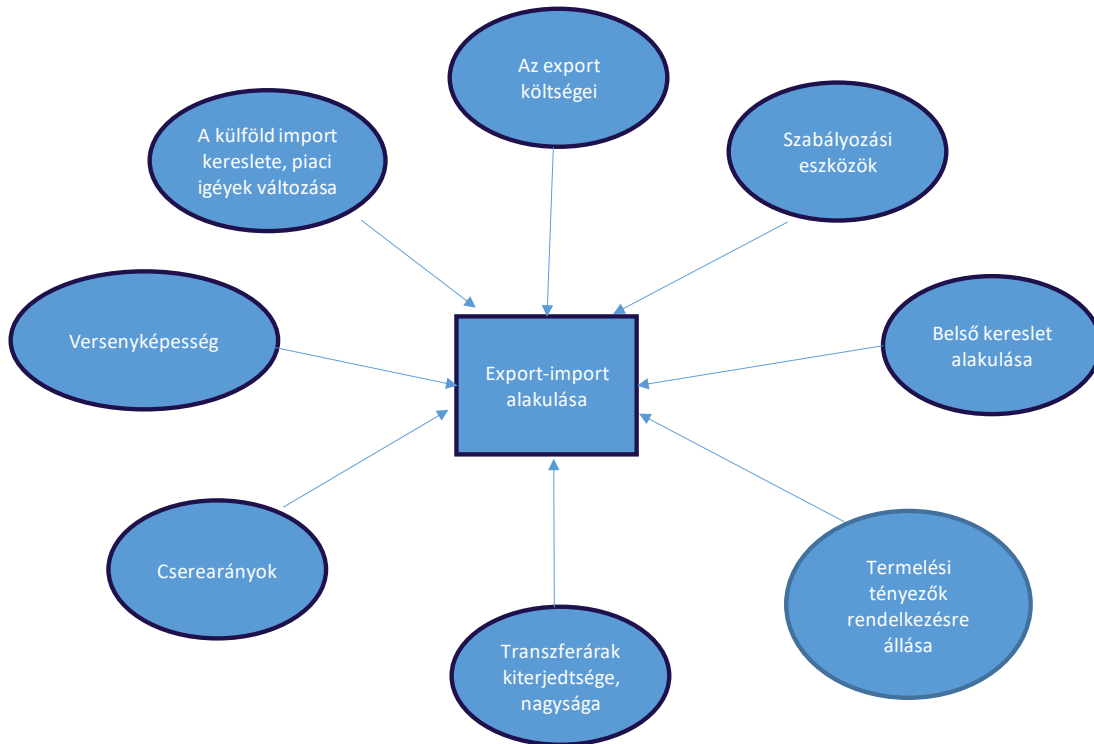 Az export
költségei
A külföld import
kereslete, piaci
igéyek változása
Szabályozási
eszközök
Versenyképesség
Belső kereslet
alakulása
Export-import
alakulása
Cserearányok
Termelési
tényezők
rendelkezésre
állása
Transzferárak
kiterjedtsége,
nagysága